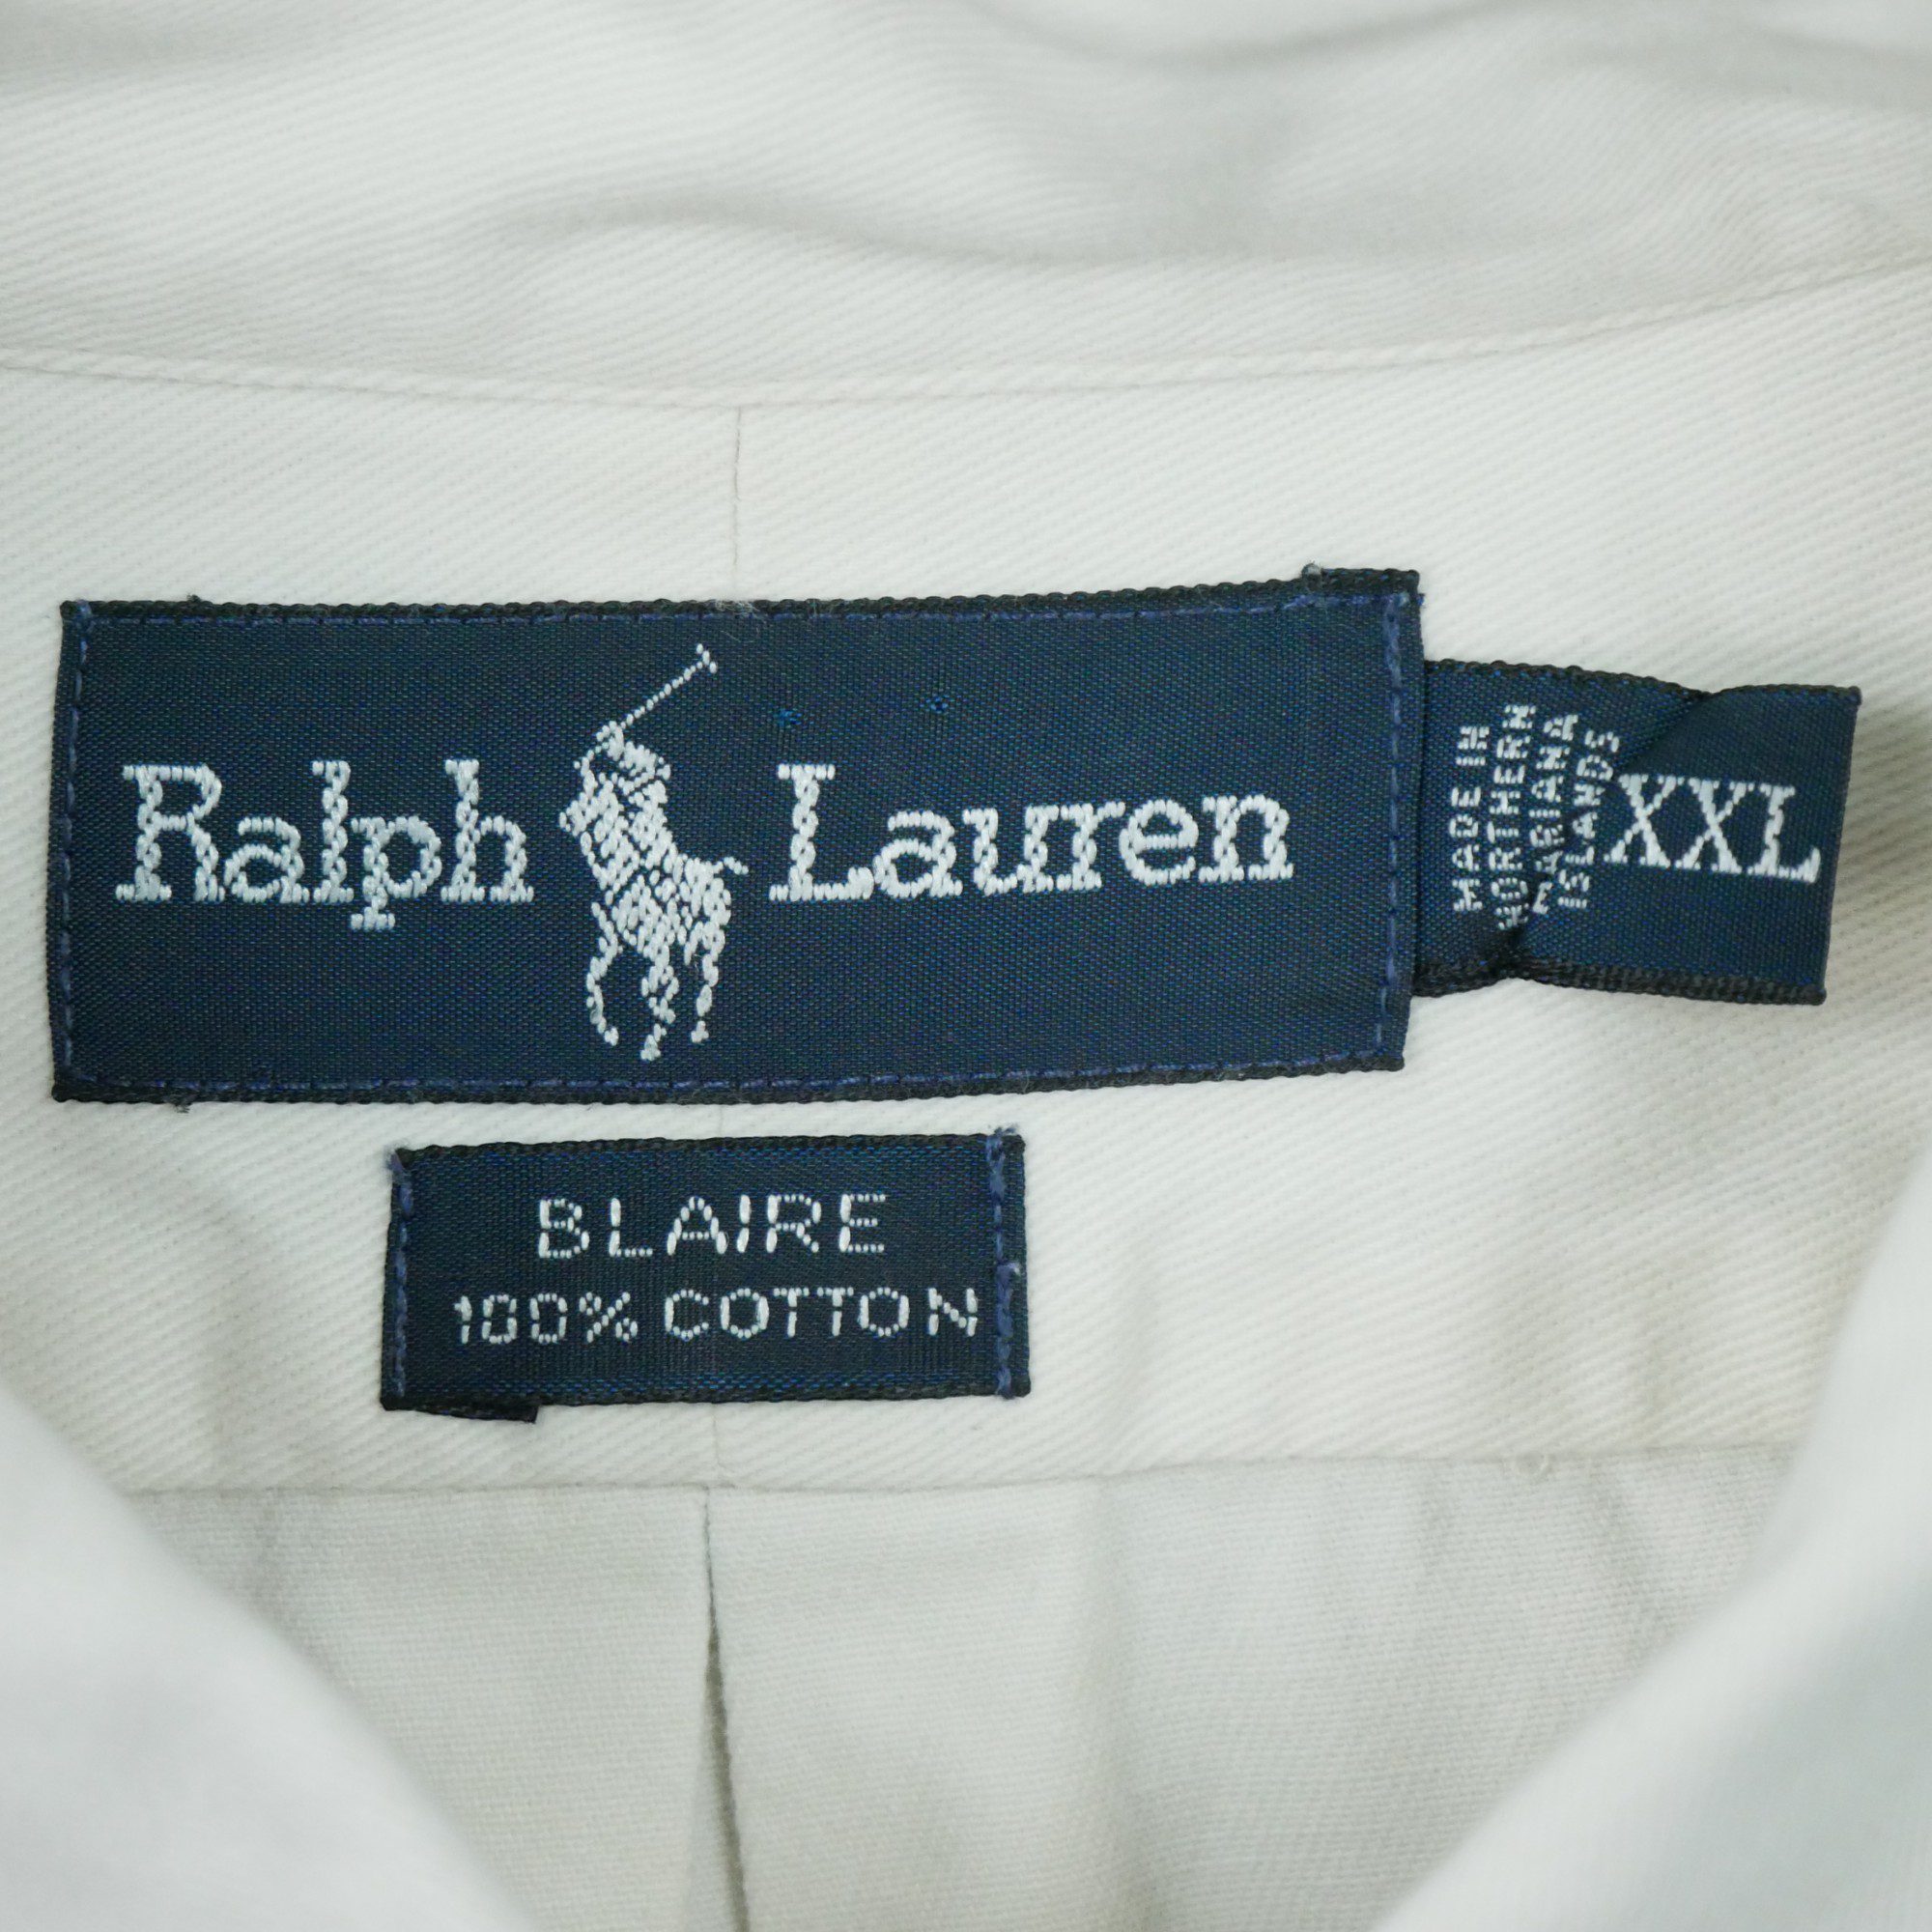 Ralph Lauren
MADE IN
NORTHERN
MARIANA
ISLANDS
XXL
BLAIRE
100% COTTON